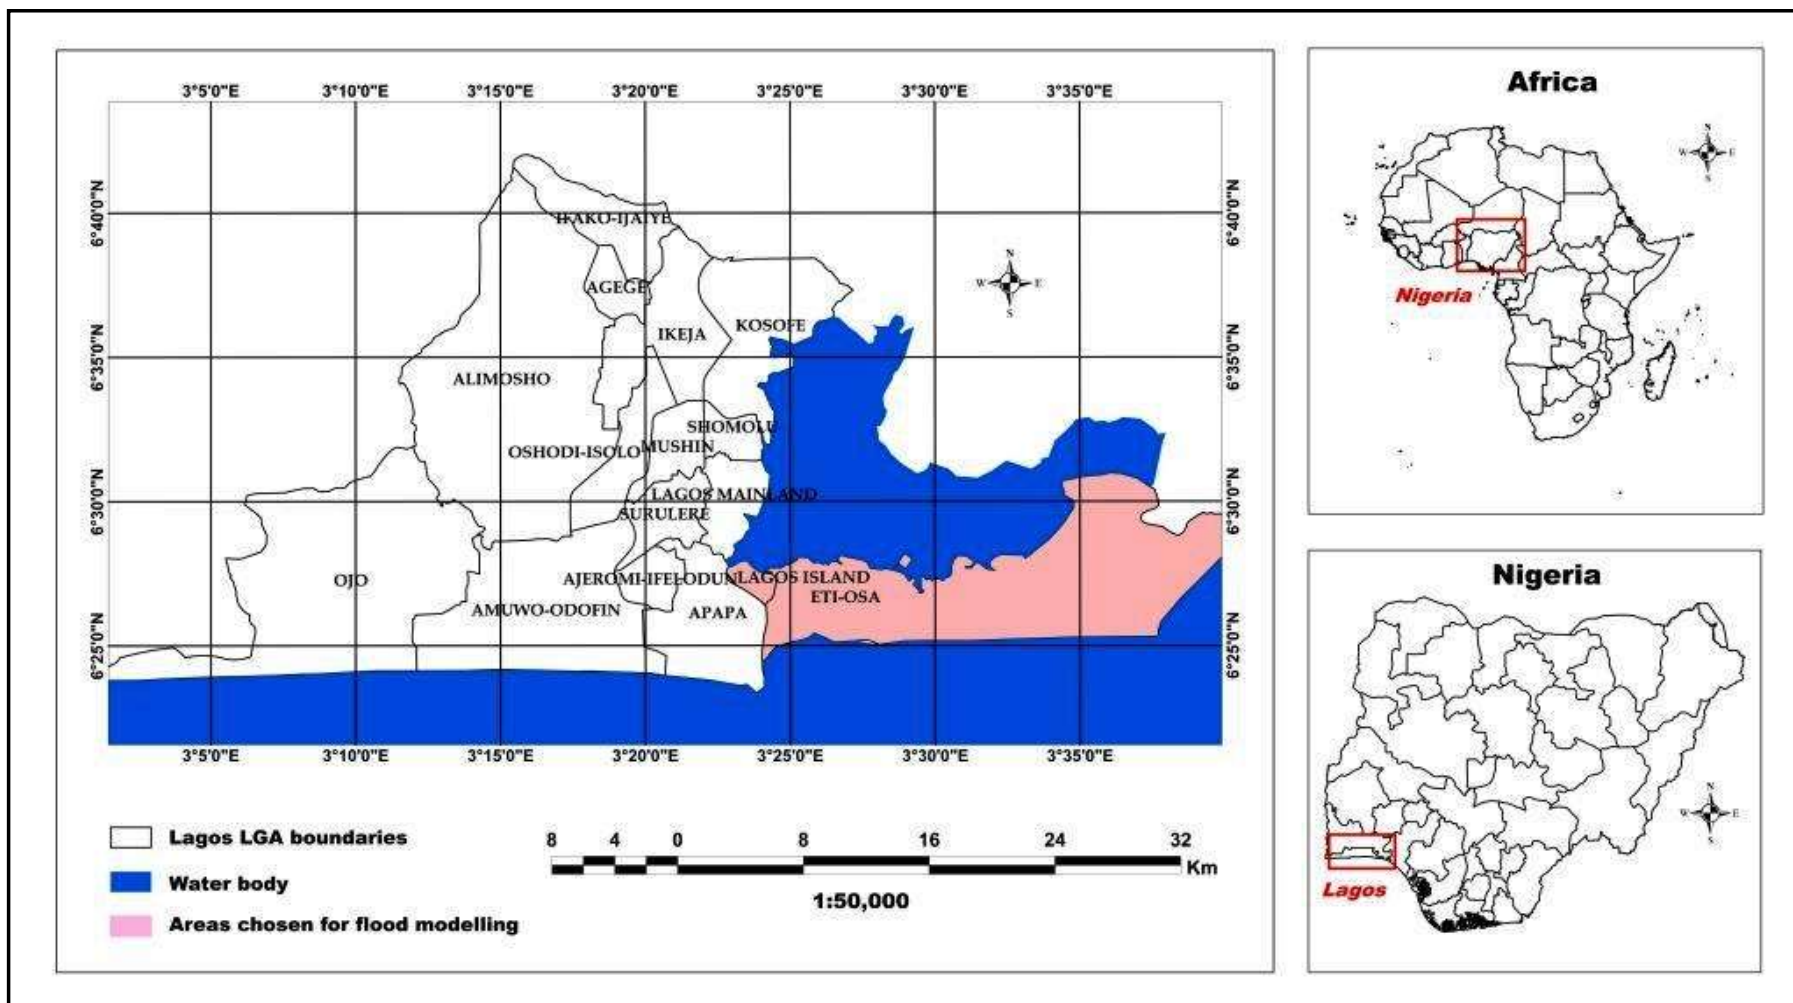 3°5'0"E 3°10'0"E 3°15'0"E 3°20'0"E 3°25'0"E 3°30'0"E 3°35'0"E
6°40'0"N 6°40'0"N
IFAKO-IJAIYE
N
W E
S
AGEGE
IKEJA
KOSOFE
6°35'0"N 6°35'0"N
ALIMOSHO
SHOMOLU
OSHODI-ISOLO MUSHIN
6°30'0"N 6°30'0"N
LAGOS MAINLAND
SURULERE
OJO
AJEROMI-IFELODUN LAGOS ISLAND
ETI-OSA
AMUWO-ODOFIN
APAPA
6°25'0"N 6°25'0"N
3°5'0"E 3°10'0"E 3°15'0"E 3°20'0"E 3°25'0"E 3°30'0"E 3°35'0"E
Lagos LGA boundaries
Water body
Areas chosen for flood modelling
8 4 0 8 16 24 32
Km
1:50,000
Africa
N
W E
S
Nigeria
Nigeria
N
W E
S
Lagos